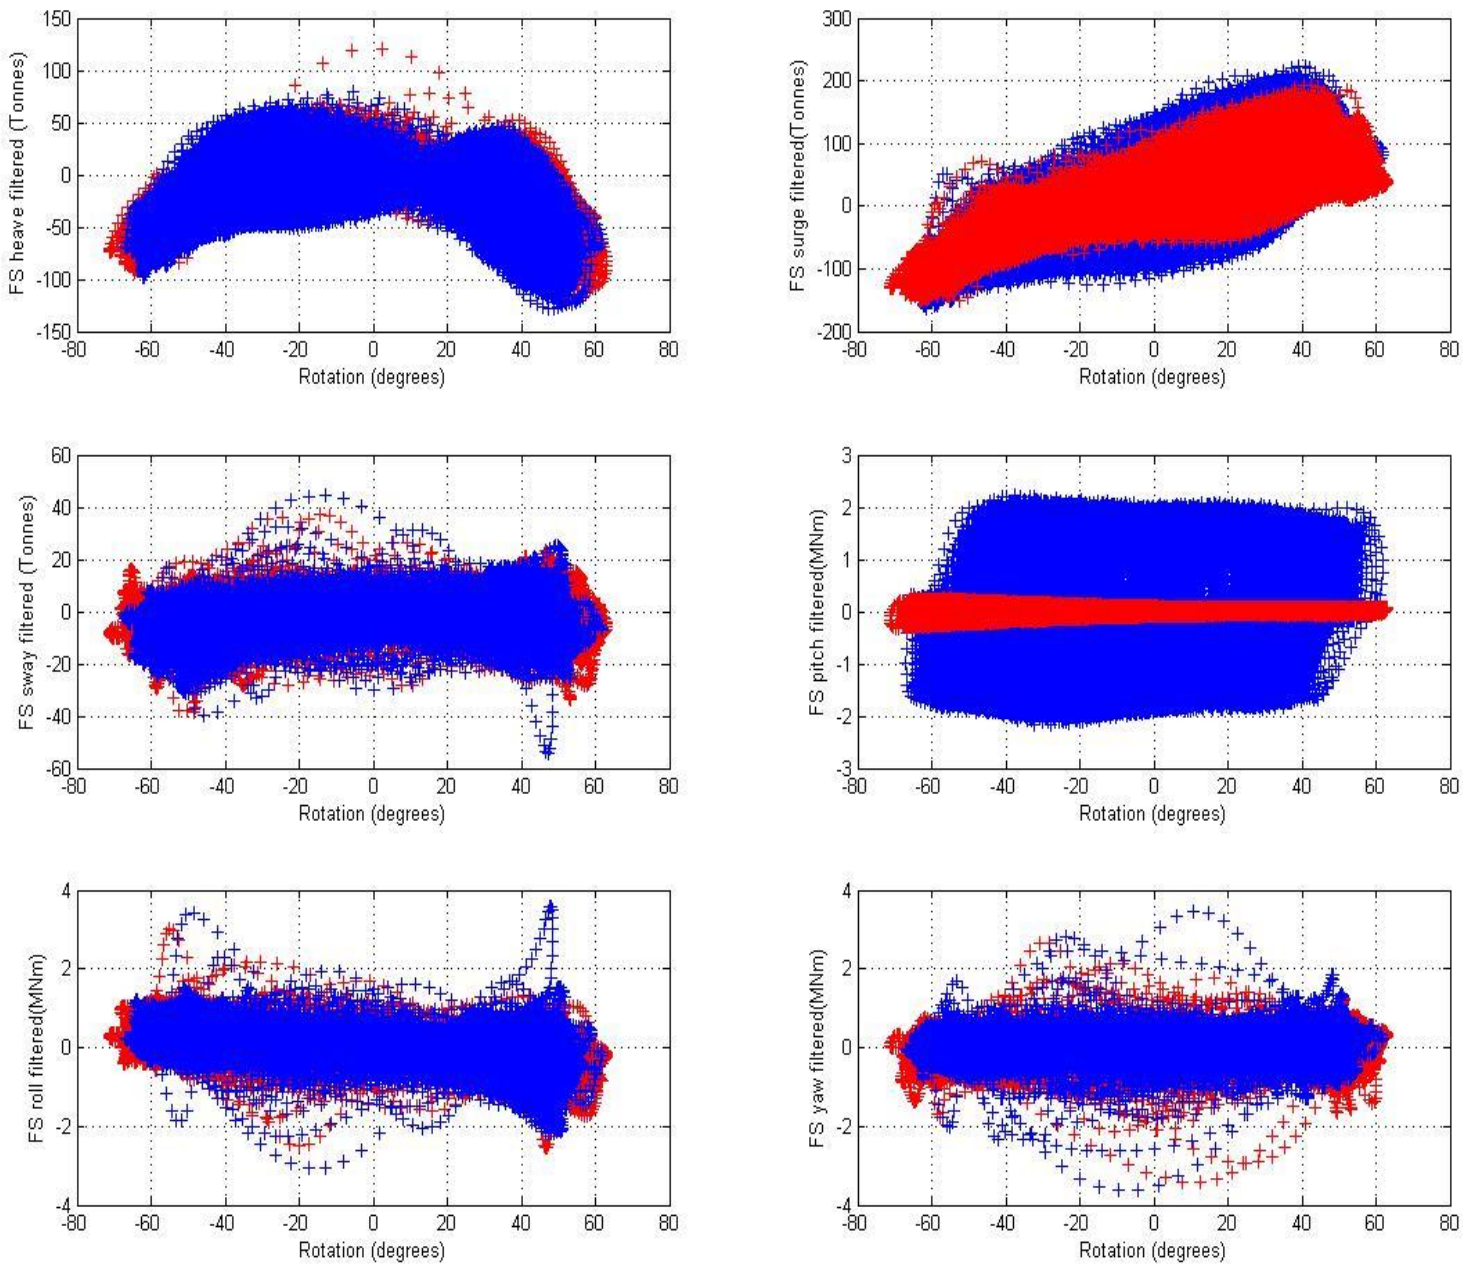 150
100
50
0
-50
-100
-150
FS heave filtered (Tonnes)
-80 -60 -40 -20 0 20 40 60 80
Rotation (degrees)
300
200
100
0
-100
-200
FS surge filtered(Tonnes)
-80 -60 -40 -20 0 20 40 60 80
Rotation (degrees)
60
40
20
0
-20
-40
-60
FS sway filtered (Tonnes)
-80 -60 -40 -20 0 20 40 60 80
Rotation (degrees)
3
2
1
0
-1
-2
-3
FS pitch filtered(MNm)
-80 -60 -40 -20 0 20 40 60 80
Rotation (degrees)
4
2
0
-2
-4
FS roll filtered(MNm)
-80 -60 -40 -20 0 20 40 60 80
Rotation (degrees)
4
2
0
-2
-4
FS yaw filtered(MNm)
-80 -60 -40 -20 0 20 40 60 80
Rotation (degrees)